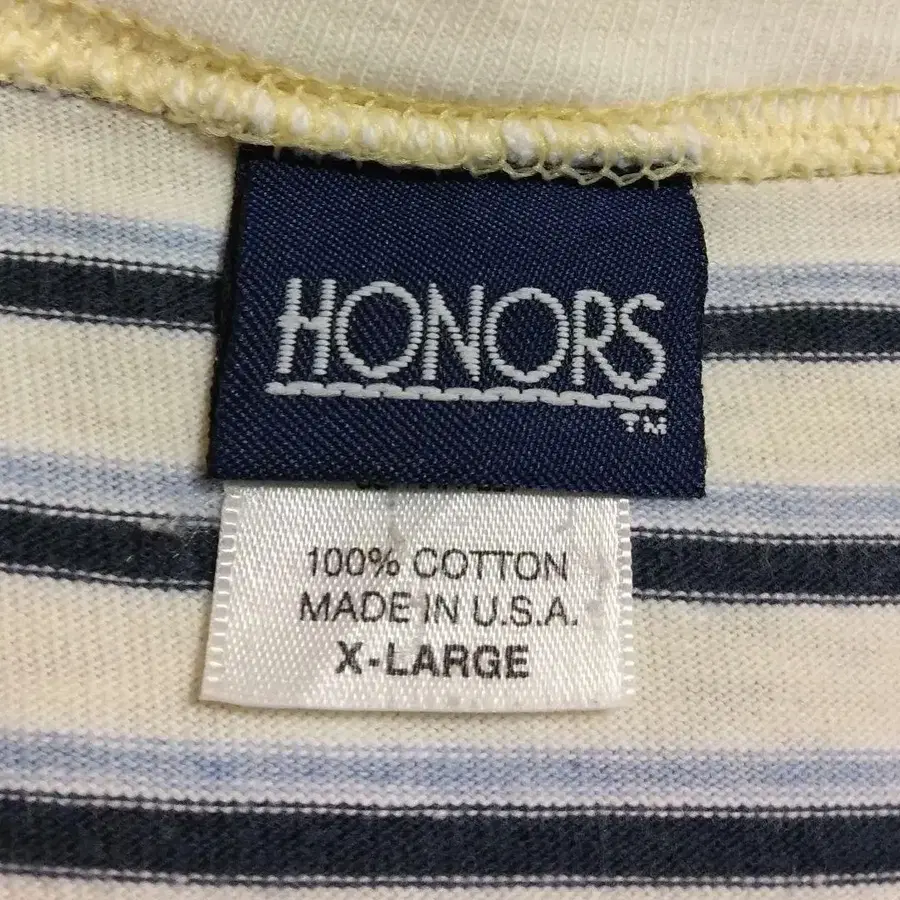 HONORS
TM
100% COTTON
MADE IN U.S.A.
X-LARGE